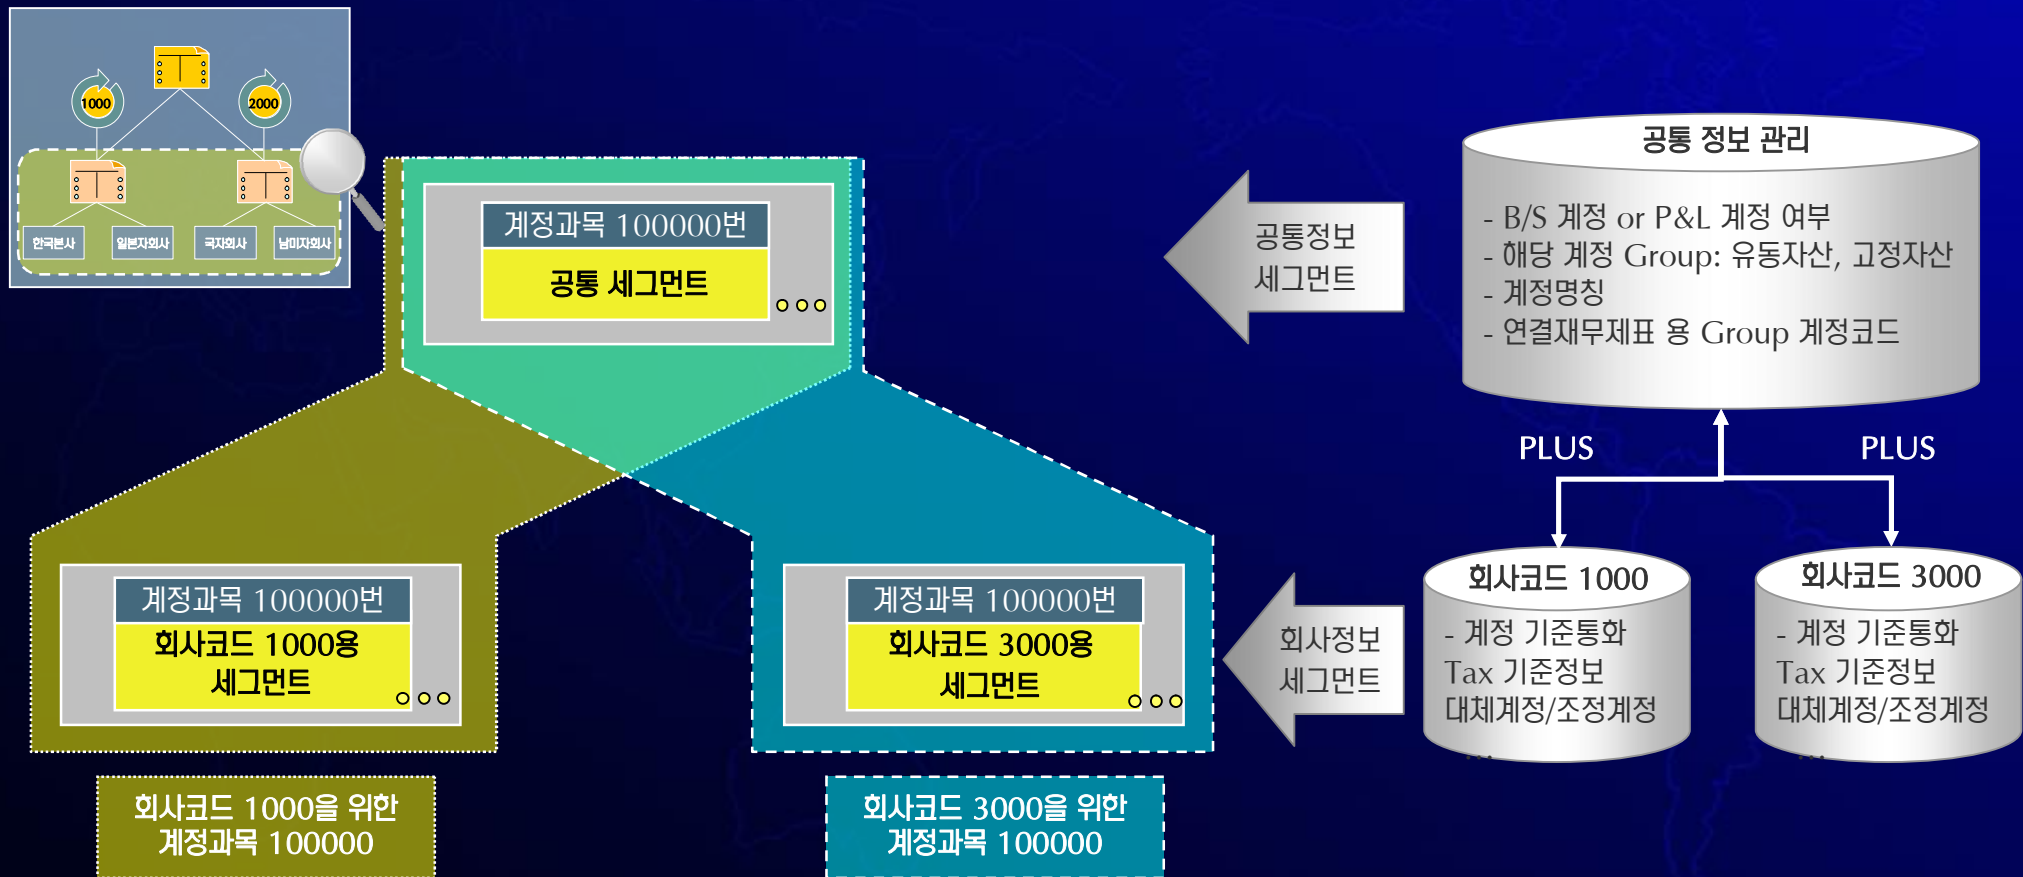 1000
2000
한국본사
일본자회사
국자회사
남미자회사
계정과목 100000번
공통 세그먼트
공통정보
세그먼트
공통 정보 관리
- B/S 계정 or P&L 계정 여부
- 해당 계정 Group: 유동자산, 고정자산
- 계정명칭
- 연결재무제표 용 Group 계정코드
PLUS
PLUS
계정과목 100000번
회사코드 1000용
세그먼트
계정과목 100000번
회사코드 3000용
세그먼트
회사정보
세그먼트
회사코드 1000
- 계정 기준통화
Tax 기준정보
대체계정/조정계정
...
회사코드 3000
- 계정 기준통화
Tax 기준정보
대체계정/조정계정
...
회사코드 1000을 위한
계정과목 100000
회사코드 3000을 위한
계정과목 100000